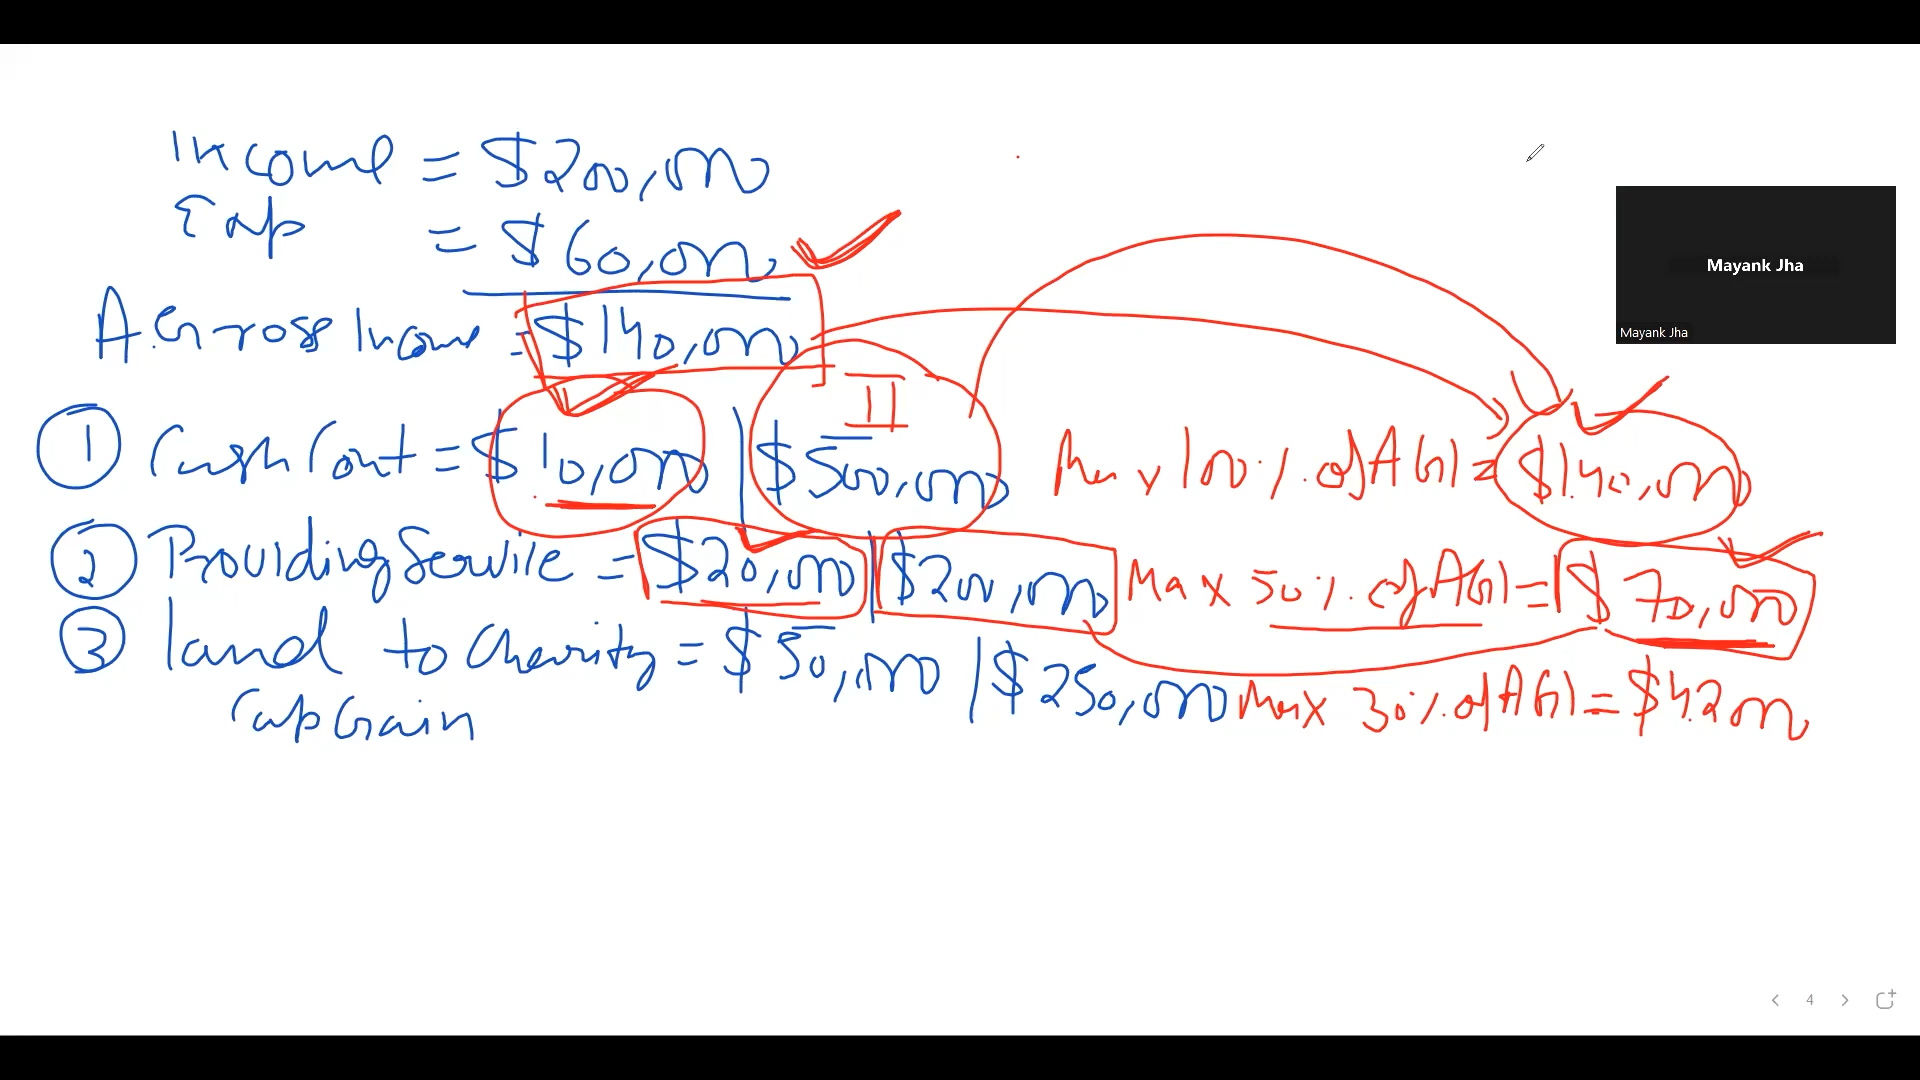 Income = $200,000
Exp = $60,000
A.Gross Income = $140,000
II
① Cash Cont = $10,000 | $500,000 Max 100%.of AGI = $140,000
② Providing Service = $20,000 | $200,000 Max 50%.of AGI = $70,000
③ land to Charity = $50,000 | $250,000 Max 30%.of AGI = $42000
Cap Gain
Mayank Jha
Mayank Jha
4